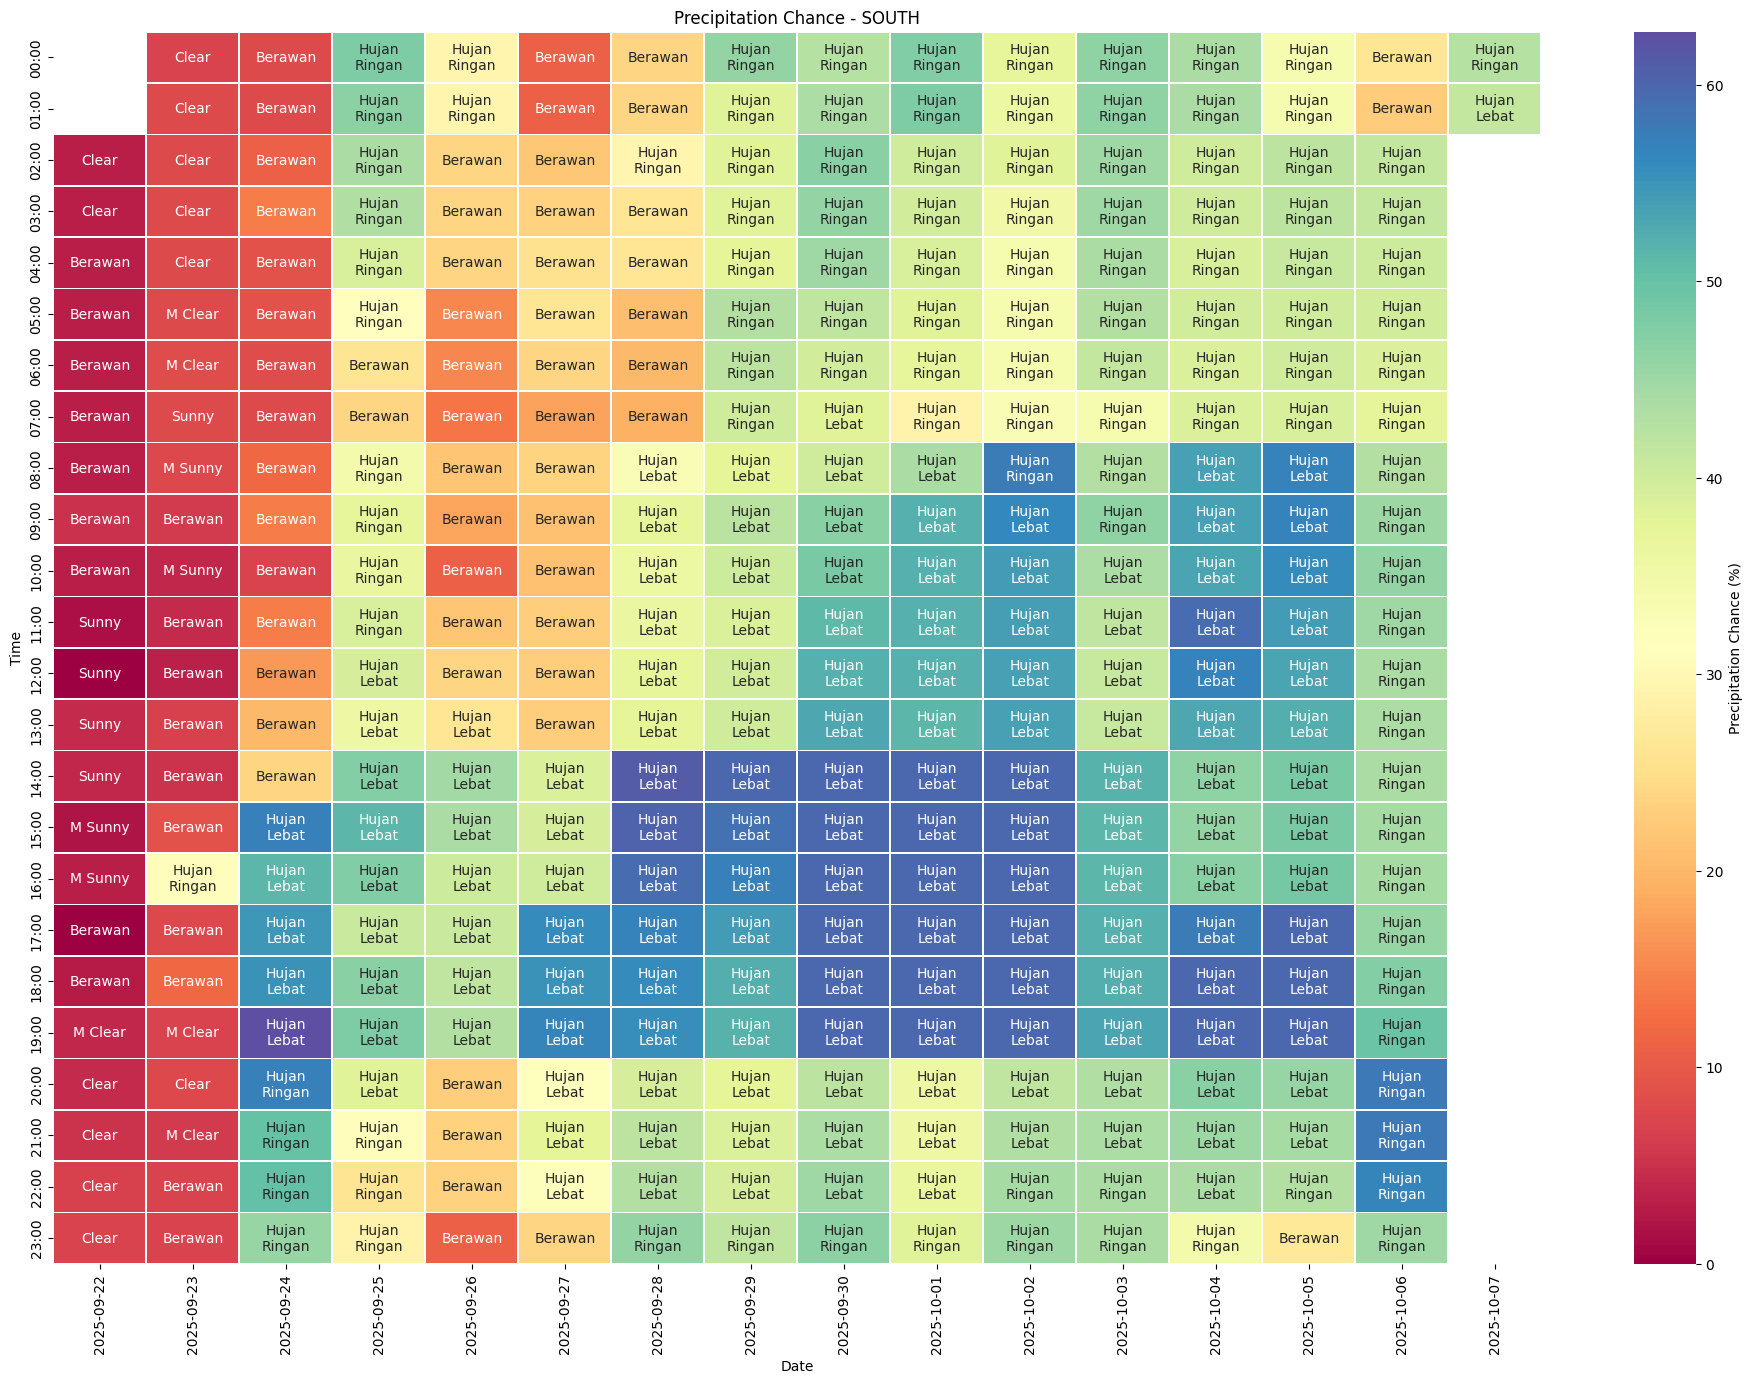 Precipitation Chance - SOUTH
00:00
Clear
Berawan
Hujan
Ringan
Hujan
Ringan
Berawan
Berawan
Hujan
Ringan
Hujan
Ringan
Hujan
Ringan
Hujan
Ringan
Hujan
Ringan
Hujan
Ringan
Hujan
Ringan
Berawan
Hujan
Ringan
01:00
Clear
Berawan
Hujan
Ringan
Hujan
Ringan
Berawan
Berawan
Hujan
Ringan
Hujan
Ringan
Hujan
Ringan
Hujan
Ringan
Hujan
Ringan
Hujan
Ringan
Hujan
Ringan
Berawan
Hujan
Lebat
02:00
Clear
Clear
Berawan
Hujan
Ringan
Berawan
Berawan
Hujan
Ringan
Hujan
Ringan
Hujan
Ringan
Hujan
Ringan
Hujan
Ringan
Hujan
Ringan
Hujan
Ringan
Hujan
Ringan
Hujan
Ringan
03:00
Clear
Clear
Berawan
Hujan
Ringan
Berawan
Berawan
Berawan
Hujan
Ringan
Hujan
Ringan
Hujan
Ringan
Hujan
Ringan
Hujan
Ringan
Hujan
Ringan
Hujan
Ringan
Hujan
Ringan
04:00
Berawan
Clear
Berawan
Hujan
Ringan
Berawan
Berawan
Berawan
Hujan
Ringan
Hujan
Ringan
Hujan
Ringan
Hujan
Ringan
Hujan
Ringan
Hujan
Ringan
Hujan
Ringan
Hujan
Ringan
05:00
Berawan
M Clear
Berawan
Hujan
Ringan
Berawan
Berawan
Berawan
Hujan
Ringan
Hujan
Ringan
Hujan
Ringan
Hujan
Ringan
Hujan
Ringan
Hujan
Ringan
Hujan
Ringan
Hujan
Ringan
06:00
Berawan
M Clear
Berawan
Berawan
Berawan
Berawan
Berawan
Hujan
Ringan
Hujan
Ringan
Hujan
Ringan
Hujan
Ringan
Hujan
Ringan
Hujan
Ringan
Hujan
Ringan
Hujan
Ringan
07:00
Berawan
Sunny
Berawan
Berawan
Berawan
Berawan
Berawan
Hujan
Ringan
Hujan
Lebat
Hujan
Ringan
Hujan
Ringan
Hujan
Ringan
Hujan
Ringan
Hujan
Ringan
Hujan
Ringan
08:00
Berawan
M Sunny
Berawan
Hujan
Ringan
Berawan
Berawan
Hujan
Lebat
Hujan
Lebat
Hujan
Lebat
Hujan
Lebat
Hujan
Ringan
Hujan
Ringan
Hujan
Lebat
Hujan
Lebat
Hujan
Ringan
09:00
Berawan
Berawan
Berawan
Hujan
Ringan
Berawan
Berawan
Hujan
Lebat
Hujan
Lebat
Hujan
Lebat
Hujan
Lebat
Hujan
Lebat
Hujan
Ringan
Hujan
Lebat
Hujan
Lebat
Hujan
Ringan
10:00
Berawan
M Sunny
Berawan
Hujan
Ringan
Berawan
Berawan
Hujan
Lebat
Hujan
Lebat
Hujan
Lebat
Hujan
Lebat
Hujan
Lebat
Hujan
Lebat
Hujan
Lebat
Hujan
Lebat
Hujan
Ringan
11:00
Sunny
Berawan
Berawan
Hujan
Ringan
Berawan
Berawan
Hujan
Lebat
Hujan
Lebat
Hujan
Lebat
Hujan
Lebat
Hujan
Lebat
Hujan
Lebat
Hujan
Lebat
Hujan
Lebat
Hujan
Ringan
12:00
Sunny
Berawan
Berawan
Hujan
Lebat
Berawan
Berawan
Hujan
Lebat
Hujan
Lebat
Hujan
Lebat
Hujan
Lebat
Hujan
Lebat
Hujan
Lebat
Hujan
Lebat
Hujan
Lebat
Hujan
Ringan
13:00
Sunny
Berawan
Berawan
Hujan
Lebat
Hujan
Lebat
Berawan
Hujan
Lebat
Hujan
Lebat
Hujan
Lebat
Hujan
Lebat
Hujan
Lebat
Hujan
Lebat
Hujan
Lebat
Hujan
Lebat
Hujan
Ringan
14:00
Sunny
Berawan
Berawan
Hujan
Lebat
Hujan
Lebat
Hujan
Lebat
Hujan
Lebat
Hujan
Lebat
Hujan
Lebat
Hujan
Lebat
Hujan
Lebat
Hujan
Lebat
Hujan
Lebat
Hujan
Lebat
Hujan
Ringan
15:00
M Sunny
Berawan
Hujan
Lebat
Hujan
Lebat
Hujan
Lebat
Hujan
Lebat
Hujan
Lebat
Hujan
Lebat
Hujan
Lebat
Hujan
Lebat
Hujan
Lebat
Hujan
Lebat
Hujan
Lebat
Hujan
Lebat
Hujan
Ringan
16:00
M Sunny
Hujan
Ringan
Hujan
Lebat
Hujan
Lebat
Hujan
Lebat
Hujan
Lebat
Hujan
Lebat
Hujan
Lebat
Hujan
Lebat
Hujan
Lebat
Hujan
Lebat
Hujan
Lebat
Hujan
Lebat
Hujan
Lebat
Hujan
Ringan
17:00
Berawan
Berawan
Hujan
Lebat
Hujan
Lebat
Hujan
Lebat
Hujan
Lebat
Hujan
Lebat
Hujan
Lebat
Hujan
Lebat
Hujan
Lebat
Hujan
Lebat
Hujan
Lebat
Hujan
Lebat
Hujan
Lebat
Hujan
Ringan
18:00
Berawan
Berawan
Hujan
Lebat
Hujan
Lebat
Hujan
Lebat
Hujan
Lebat
Hujan
Lebat
Hujan
Lebat
Hujan
Lebat
Hujan
Lebat
Hujan
Lebat
Hujan
Lebat
Hujan
Lebat
Hujan
Lebat
Hujan
Ringan
19:00
M Clear
M Clear
Hujan
Lebat
Hujan
Lebat
Hujan
Lebat
Hujan
Lebat
Hujan
Lebat
Hujan
Lebat
Hujan
Lebat
Hujan
Lebat
Hujan
Lebat
Hujan
Lebat
Hujan
Lebat
Hujan
Lebat
Hujan
Ringan
20:00
Clear
Clear
Hujan
Ringan
Hujan
Lebat
Berawan
Hujan
Lebat
Hujan
Lebat
Hujan
Lebat
Hujan
Lebat
Hujan
Lebat
Hujan
Lebat
Hujan
Lebat
Hujan
Lebat
Hujan
Lebat
Hujan
Ringan
21:00
Clear
M Clear
Hujan
Ringan
Hujan
Ringan
Berawan
Hujan
Lebat
Hujan
Lebat
Hujan
Lebat
Hujan
Lebat
Hujan
Lebat
Hujan
Lebat
Hujan
Lebat
Hujan
Lebat
Hujan
Lebat
Hujan
Ringan
22:00
Clear
Berawan
Hujan
Ringan
Hujan
Ringan
Berawan
Hujan
Lebat
Hujan
Lebat
Hujan
Lebat
Hujan
Lebat
Hujan
Lebat
Hujan
Ringan
Hujan
Ringan
Hujan
Lebat
Hujan
Ringan
Hujan
Ringan
23:00
Clear
Berawan
Hujan
Ringan
Hujan
Ringan
Berawan
Berawan
Hujan
Ringan
Hujan
Ringan
Hujan
Ringan
Hujan
Ringan
Hujan
Ringan
Hujan
Ringan
Hujan
Ringan
Berawan
Hujan
Ringan
Time
2025-09-22
2025-09-23
2025-09-24
2025-09-25
2025-09-26
2025-09-27
2025-09-28
2025-09-29
2025-09-30
2025-10-01
2025-10-02
2025-10-03
2025-10-04
2025-10-05
2025-10-06
2025-10-07
Date
60
50
40
30
20
10
0
Precipitation Chance (%)